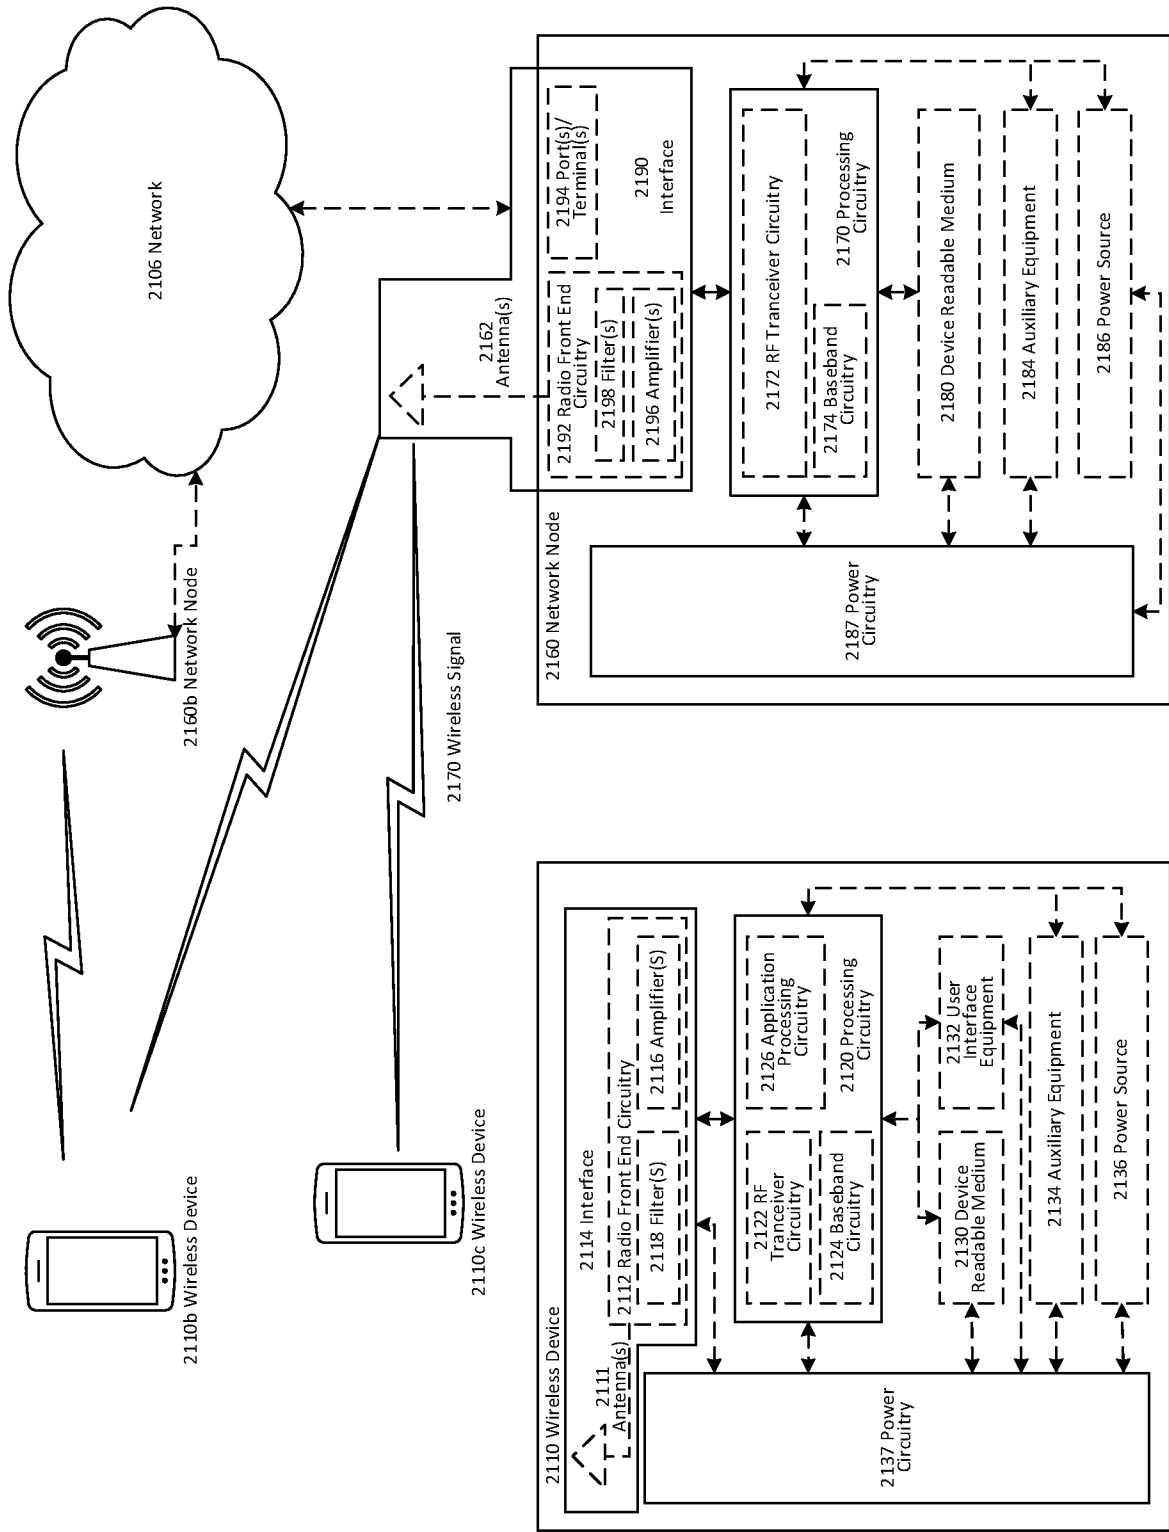 2106 Network
2160b Network Node
2110b Wireless Device
2110c Wireless Device
2170 Wireless Signal
2162
Antenna(s)
2160 Network Node
2194 Port(s)/
Terminal(s)
2190
Interface
2192 Radio Front End
Circuitry
2198 Filter(s)
2196 Amplifier(s)
2172 RF Tranceiver Circuitry
2174 Baseband
Circuitry
2170 Processing
Circuitry
2180 Device Readable Medium
2184 Auxiliary Equipment
2186 Power Source
2187 Power
Circuitry
2110 Wireless Device
2111
Antenna(s)
2114 Interface
2112 Radio Front End Circuitry
2118 Filter(S)
2116 Amplifier(S)
2122 RF
Tranceiver
Circuitry
2124 Baseband
Circuitry
2126 Application
Processing
Circuitry
2120 Processing
Circuitry
2130 Device
Readable Medium
2132 User
Interface
Equipment
2134 Auxiliary Equipment
2136 Power Source
2137 Power
Circuitry